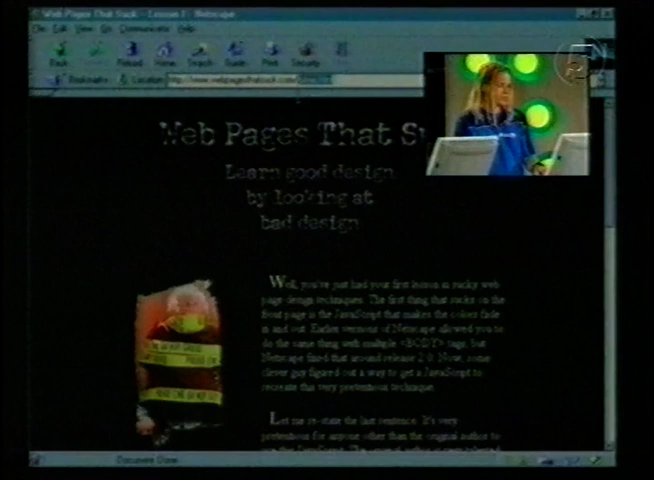 Web Pages That Suck - Lesson 1 - Netscape
File Edit View Go Communicator Help
Back Reload Home Search Guide Print Security
Bookmarks Location: http://www.webpagesthatsuck.com/
5
Web Pages That Su
Learn good design
by looking at
bad design
Well, you've just had your first lesson in sucky web
page design techniques. The first thing that sucks on the
front page is the JavaScript that makes the colors fade
in and out. Earlier versions of Netscape allowed you to
do the same thing with multiple <BODY> tags, but
Netscape fixed that around release 2.0. Now, some
clever guy figured out a way to get a JavaScript to
recreate this very pretentious technique.
Let me re-state the last sentence. It's very
pretentious for anyone other than the original author to
Document: Done